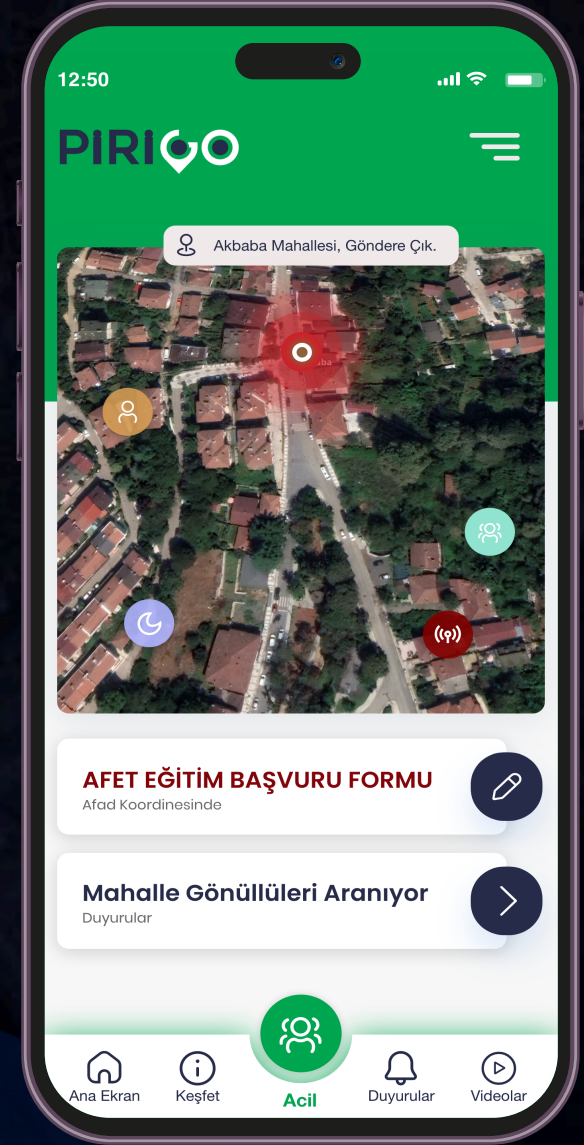 12:50
PiRiGO
Akbaba Mahallesi, Göndere Çık.
AFET EĞİTİM BAŞVURU FORMU
Afad Koordinesinde
Mahalle Gönüllüleri Aranıyor
Duyurular
Ana Ekran
Keşfet
Acil
Duyurular
Videolar